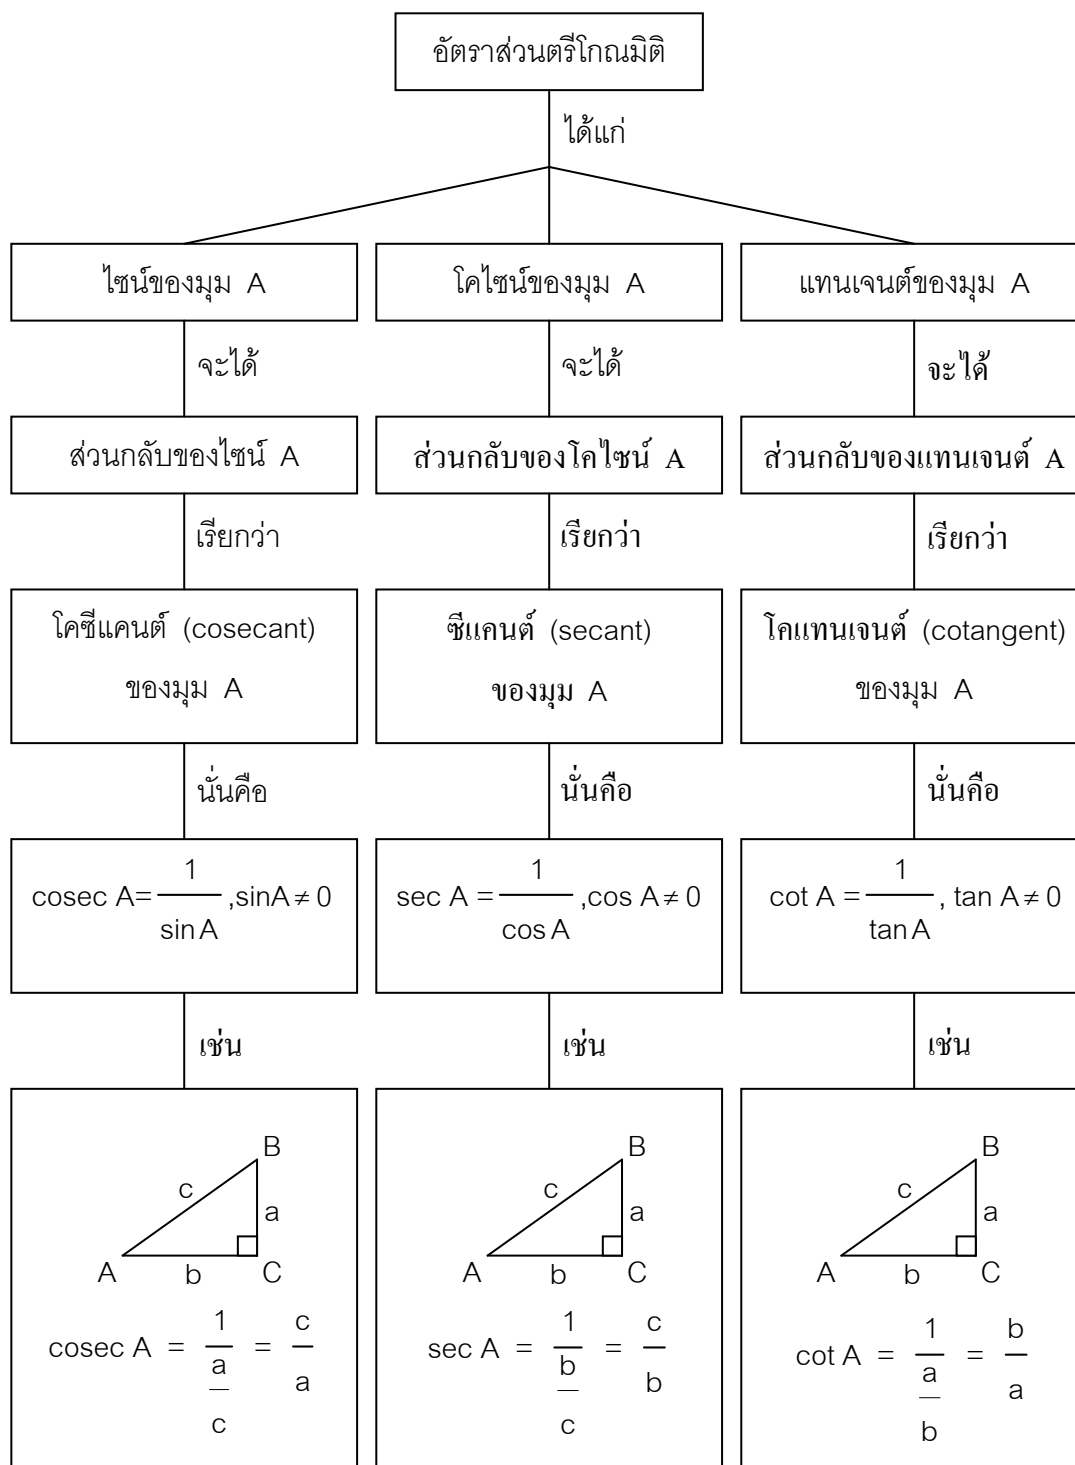 อัตราส่วนตรีโกณมิติ
ได้แก่
ไซน์ของมุม A
โคไซน์ของมุม A
แทนเจนต์ของมุม A
จะได้
จะได้
จะได้
ส่วนกลับของไซน์ A
ส่วนกลับของโคไซน์ A
ส่วนกลับของแทนเจนต์ A
เรียกว่า
เรียกว่า
เรียกว่า
โคซีแคนต์ (cosecant)
ของมุม A
ซีแคนต์ (secant)
ของมุม A
โคแทนเจนต์ (cotangent)
ของมุม A
นั่นคือ
นั่นคือ
นั่นคือ
cosec A = 1/sin A , sin A ≠ 0
sec A = 1/cos A , cos A ≠ 0
cot A = 1/tan A , tan A ≠ 0
เช่น
เช่น
เช่น
B
c
a
A
b
C
cosec A = 1/(a/c) = c/a
B
c
a
A
b
C
sec A = 1/(b/c) = c/b
B
c
a
A
b
C
cot A = 1/(a/b) = b/a